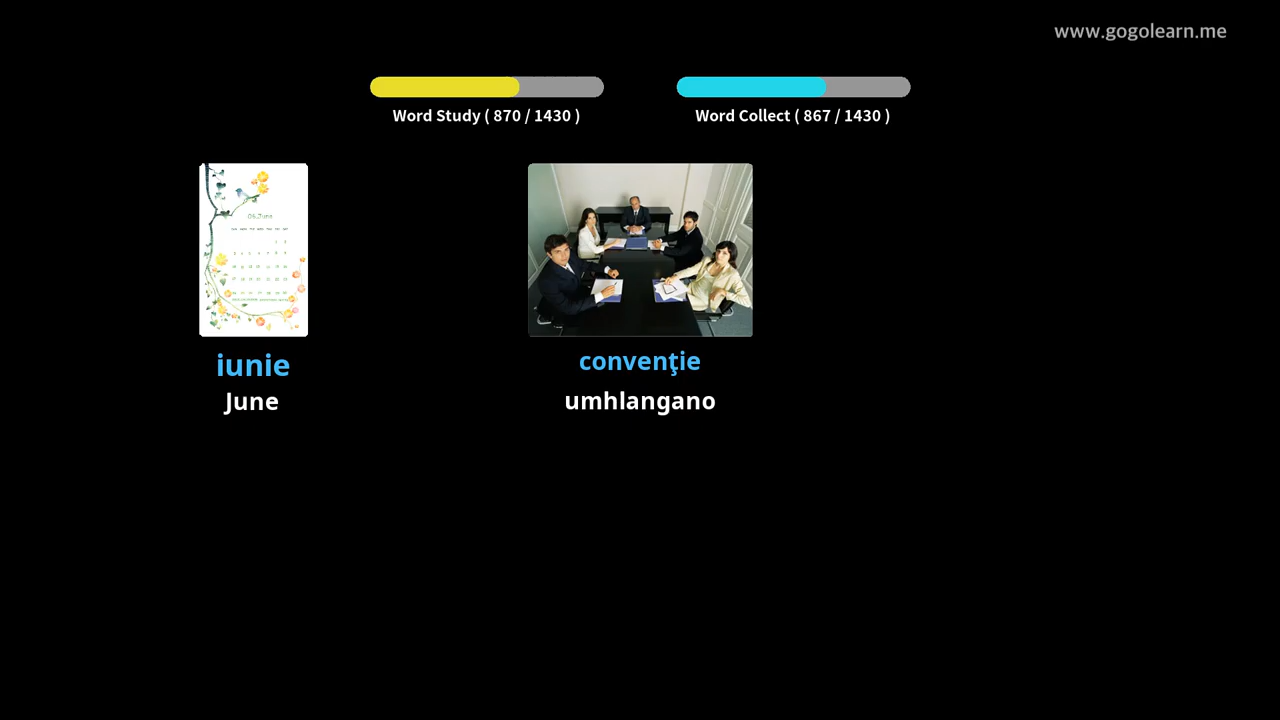 www.gogolearn.me
Word Study ( 870 / 1430 )
Word Collect ( 867 / 1430 )
iunie
June
convenţie
umhlangano